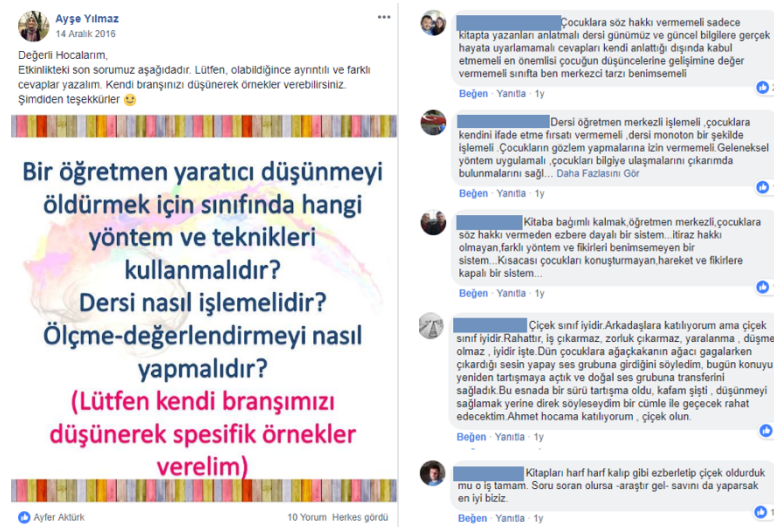 Ayşe Yılmaz
14 Aralık 2016
Değerli Hocalarım,
Etkinlikteki son sorumuz aşağıdadır. Lütfen, olabildiğince ayrıntılı ve farklı
cevaplar yazalım. Kendi branşınızı düşünerek örnekler verebilirsiniz.
Şimdiden teşekkürler
Bir öğretmen yaratıcı düşünmeyi
öldürmek için sınıfında hangi
yöntem ve teknikleri
kullanmalıdır?
Dersi nasıl işlemelidir?
Ölçme-değerlendirmeyi nasıl
yapmalıdır?
(Lütfen kendi branşımızı
düşünerek spesifik örnekler
verelim)
Ayfer Aktürk
10 Yorum Herkes gördü
Çocuklara söz hakkı vermemeli sadece
kitapta yazanları anlatmalı dersi günümüz ve güncel bilgilere gerçek
hayata uyarlamamalı cevapları kendi anlattığı dışında kabul
etmemeli en önemlisi çocuğun düşüncelerine gelişimine değer
vermemeli sınıfta ben merkezci tarzı benimsemeli
Beğen · Yanıtla · 1y
Dersi öğretmen merkezli işlemeli ,çocuklara
kendini ifade etme fırsatı vermemeli ,dersi monoton bir şekilde
işlemeli .Çocukların gözlem yapmalarına izin vermemeli.Geleneksel
yöntem uygulamalı ,çocukları bilgiye ulaşmalarını çıkarımda
bulunmalarını sağl... Daha Fazlasını Gör
Beğen · Yanıtla · 1y
Kitaba bağımlı kalmak,öğretmen merkezli,çocuklara
söz hakkı vermeden ezbere dayalı bir sistem...itiraz hakkı
olmayan,farklı yöntem ve fikirleri benimsemeyen bir
sistem...Kısacası çocukları konuşturmayan,hareket ve fikirlere
kapalı bir sistem...
Beğen · Yanıtla · 1y
Çiçek sınıf iyidir.Arkadaşlara katılıyorum ama çiçek
sınıf iyidir.Rahattır, iş çıkarmaz, zorluk çıkarmaz, yaralanma , düşme
olmaz , iyidir işte.Dün çocuklara ağaçkakanın ağacı gagalarken
çıkardığı sesin yapay ses grubuna girdiğini söyledim, bugün konuyu
yeniden tartışmaya açtık ve doğal ses grubuna transferini
sağladık.Bu esnada bir sürü tartışma oldu, kafam şişti , düşünmeyi
sağlamak yerine direk söyleseydim bir cümle ile geçecek rahat
edecektim.Ahmet hocama katılıyorum , çiçek olun.
Beğen · Yanıtla · 1y
Kitapları harf harf kalıp gibi ezberletip çiçek oldurduk
mu o iş tamam. Soru soran olursa -araştır gel- savını da yaparsak
en iyi biziz.
Beğen · Yanıtla · 1y